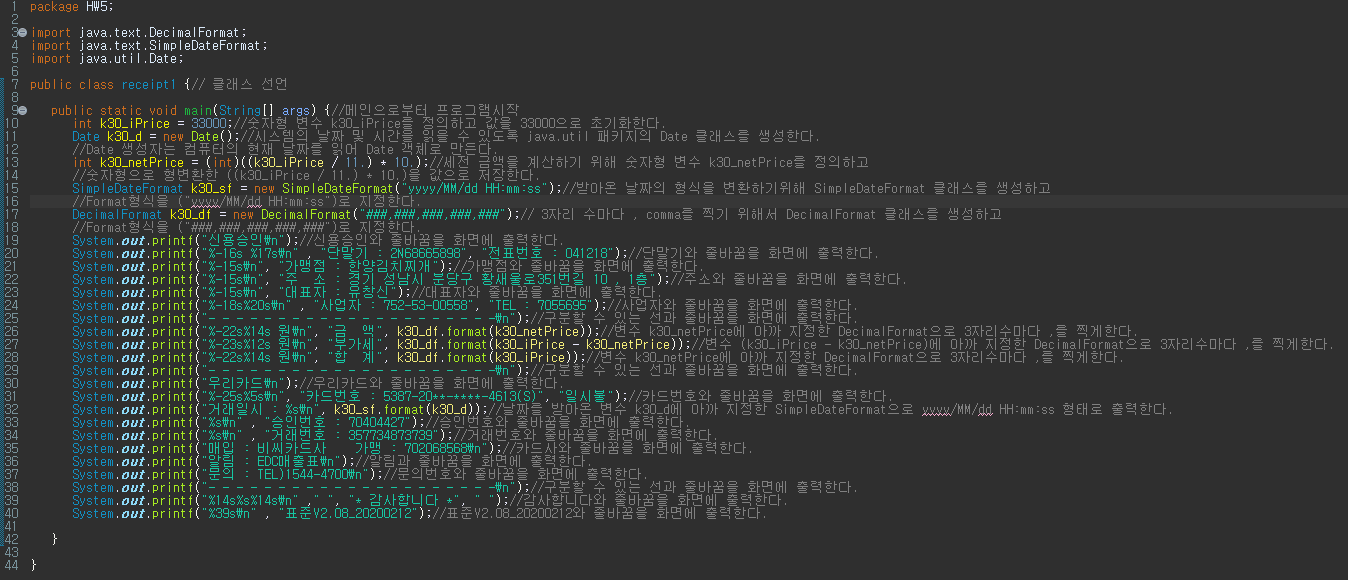 1 package HW5;
2
3 import java.text.DecimalFormat;
4 import java.text.SimpleDateFormat;
5 import java.util.Date;
6
7 public class receipt1 {// 클래스 선언
8
9 public static void main(String[] args) {//메인으로부터 프로그램시작
10 int k30_iPrice = 33000;//숫자형 변수 k30_iPrice를 정의하고 값을 33000으로 초기화한다.
11 Date k30_d = new Date();//시스템의 날짜 및 시간을 읽을 수 있도록 java.util 패키지의 Date 클래스를 생성한다.
12 //Date 생성자는 컴퓨터의 현재 날짜를 읽어 Date 객체로 만든다.
13 int k30_netPrice = (int)((k30_iPrice / 11.) * 10.);//세전 금액을 계산하기 위해 숫자형 변수 k30_netPrice를 정의하고
14 //숫자형으로 형변환한 ((k30_iPrice / 11.) * 10.)을 값으로 저장한다.
15 SimpleDateFormat k30_sf = new SimpleDateFormat("yyyy/MM/dd HH:mm:ss");//받아온 날짜의 형식을 변환하기위해 SimpleDateFormat 클래스를 생성하고
16 //Format형식을 ("yyyy/MM/dd HH:mm:ss")로 지정한다.
17 DecimalFormat k30_df = new DecimalFormat("###,###,###,###,###");// 3자리 수마다 , comma를 찍기 위해서 DecimalFormat 클래스를 생성하고
18 //Format형식을 ("###,###,###,###,###")로 지정한다.
19 System.out.printf("신용승인₩n");//신용승인와 줄바꿈을 화면에 출력한다.
20 System.out.printf("%-16s %17s₩n" , "단말기 : 2N68665898", "전표번호 : 041218");//단말기와 줄바꿈을 화면에 출력한다.
21 System.out.printf("%-15s₩n", "가맹점 : 한양김치찌개");//가맹점와 줄바꿈을 화면에 출력한다.
22 System.out.printf("%-15s₩n", "주   소 : 경기 성남시 분당구 황새울로351번길 10 , 1층");//주소와 줄바꿈을 화면에 출력한다.
23 System.out.printf("%-15s₩n", "대표자 : 유창신");//대표자와 줄바꿈을 화면에 출력한다.
24 System.out.printf("%-18s%20s₩n" , "사업자 : 752-53-00558", "TEL : 7055695");//사업자와 줄바꿈을 화면에 출력한다
25 System.out.printf("- - - - - - - - - - - - - - - - - - - - -₩n");//구분할 수 있는 선과 줄바꿈을 화면에 출력한다.
26 System.out.printf("%-22s%14s 원₩n", "금   액", k30_df.format(k30_netPrice));//변수 k30_netPrice에 아까 지정한 DecimalFormat으로 3자리수마다 ,를 찍게한다.
27 System.out.printf("%-23s%12s 원₩n", "부가세", k30_df.format(k30_iPrice - k30_netPrice));//변수 (k30_iPrice - k30_netPrice)에 아까 지정한 DecimalFormat으로 3자리수마다 ,를 찍게한다.
28 System.out.printf("%-22s%14s 원₩n", "합   계", k30_df.format(k30_iPrice));//변수 k30_netPrice에 아까 지정한 DecimalFormat으로 3자리수마다 ,를 찍게한다.
29 System.out.printf("- - - - - - - - - - - - - - - - - - - - -₩n");//구분할 수 있는 선과 줄바꿈을 화면에 출력한다.
30 System.out.printf("우리카드₩n");//우리카드와 줄바꿈을 화면에 출력한다.
31 System.out.printf("%-25s%5s₩n", "카드번호 : 5387-20**-****-4613(S)", "일시불");//카드번호와 줄바꿈을 화면에 출력한다.
32 System.out.printf("거래일시 : %s₩n", k30_sf.format(k30_d));//날짜를 받아온 변수 k30_d에 아까 지정한 SimpleDateFormat으로 yyyy/MM/dd HH:mm:ss 형태로 출력한다.
33 System.out.printf("%s₩n" , "승인번호 : 70404427");//승인번호와 줄바꿈을 화면에 출력한다.
34 System.out.printf("%s₩n" , "거래번호 : 357734873739");//거래번호와 줄바꿈을 화면에 출력한다.
35 System.out.printf("매입 : 비씨카드사    가맹 : 702068568₩n");//카드사와 줄바꿈을 화면에 출력한다.
36 System.out.printf("알림 : EDC매출표₩n");//알림과 줄바꿈을 화면에 출력한다.
37 System.out.printf("문의 : TEL)1544-4700₩n");//문의번호와 줄바꿈을 화면에 출력한다
38 System.out.printf("- - - - - - - - - - - - - - - - - - - - -₩n");//구분할 수 있는 선과 줄바꿈을 화면에 출력한다.
39 System.out.printf("%14s%s%14s₩n" ," ", "* 감사합니다 *", " ");//감사합니다와 줄바꿈을 화면에 출력한다.
40 System.out.printf("%39s₩n" , "표준V2.08_20200212");//표준V2.08_20200212와 줄바꿈을 화면에 출력한다.
41
42 }
43
44 }